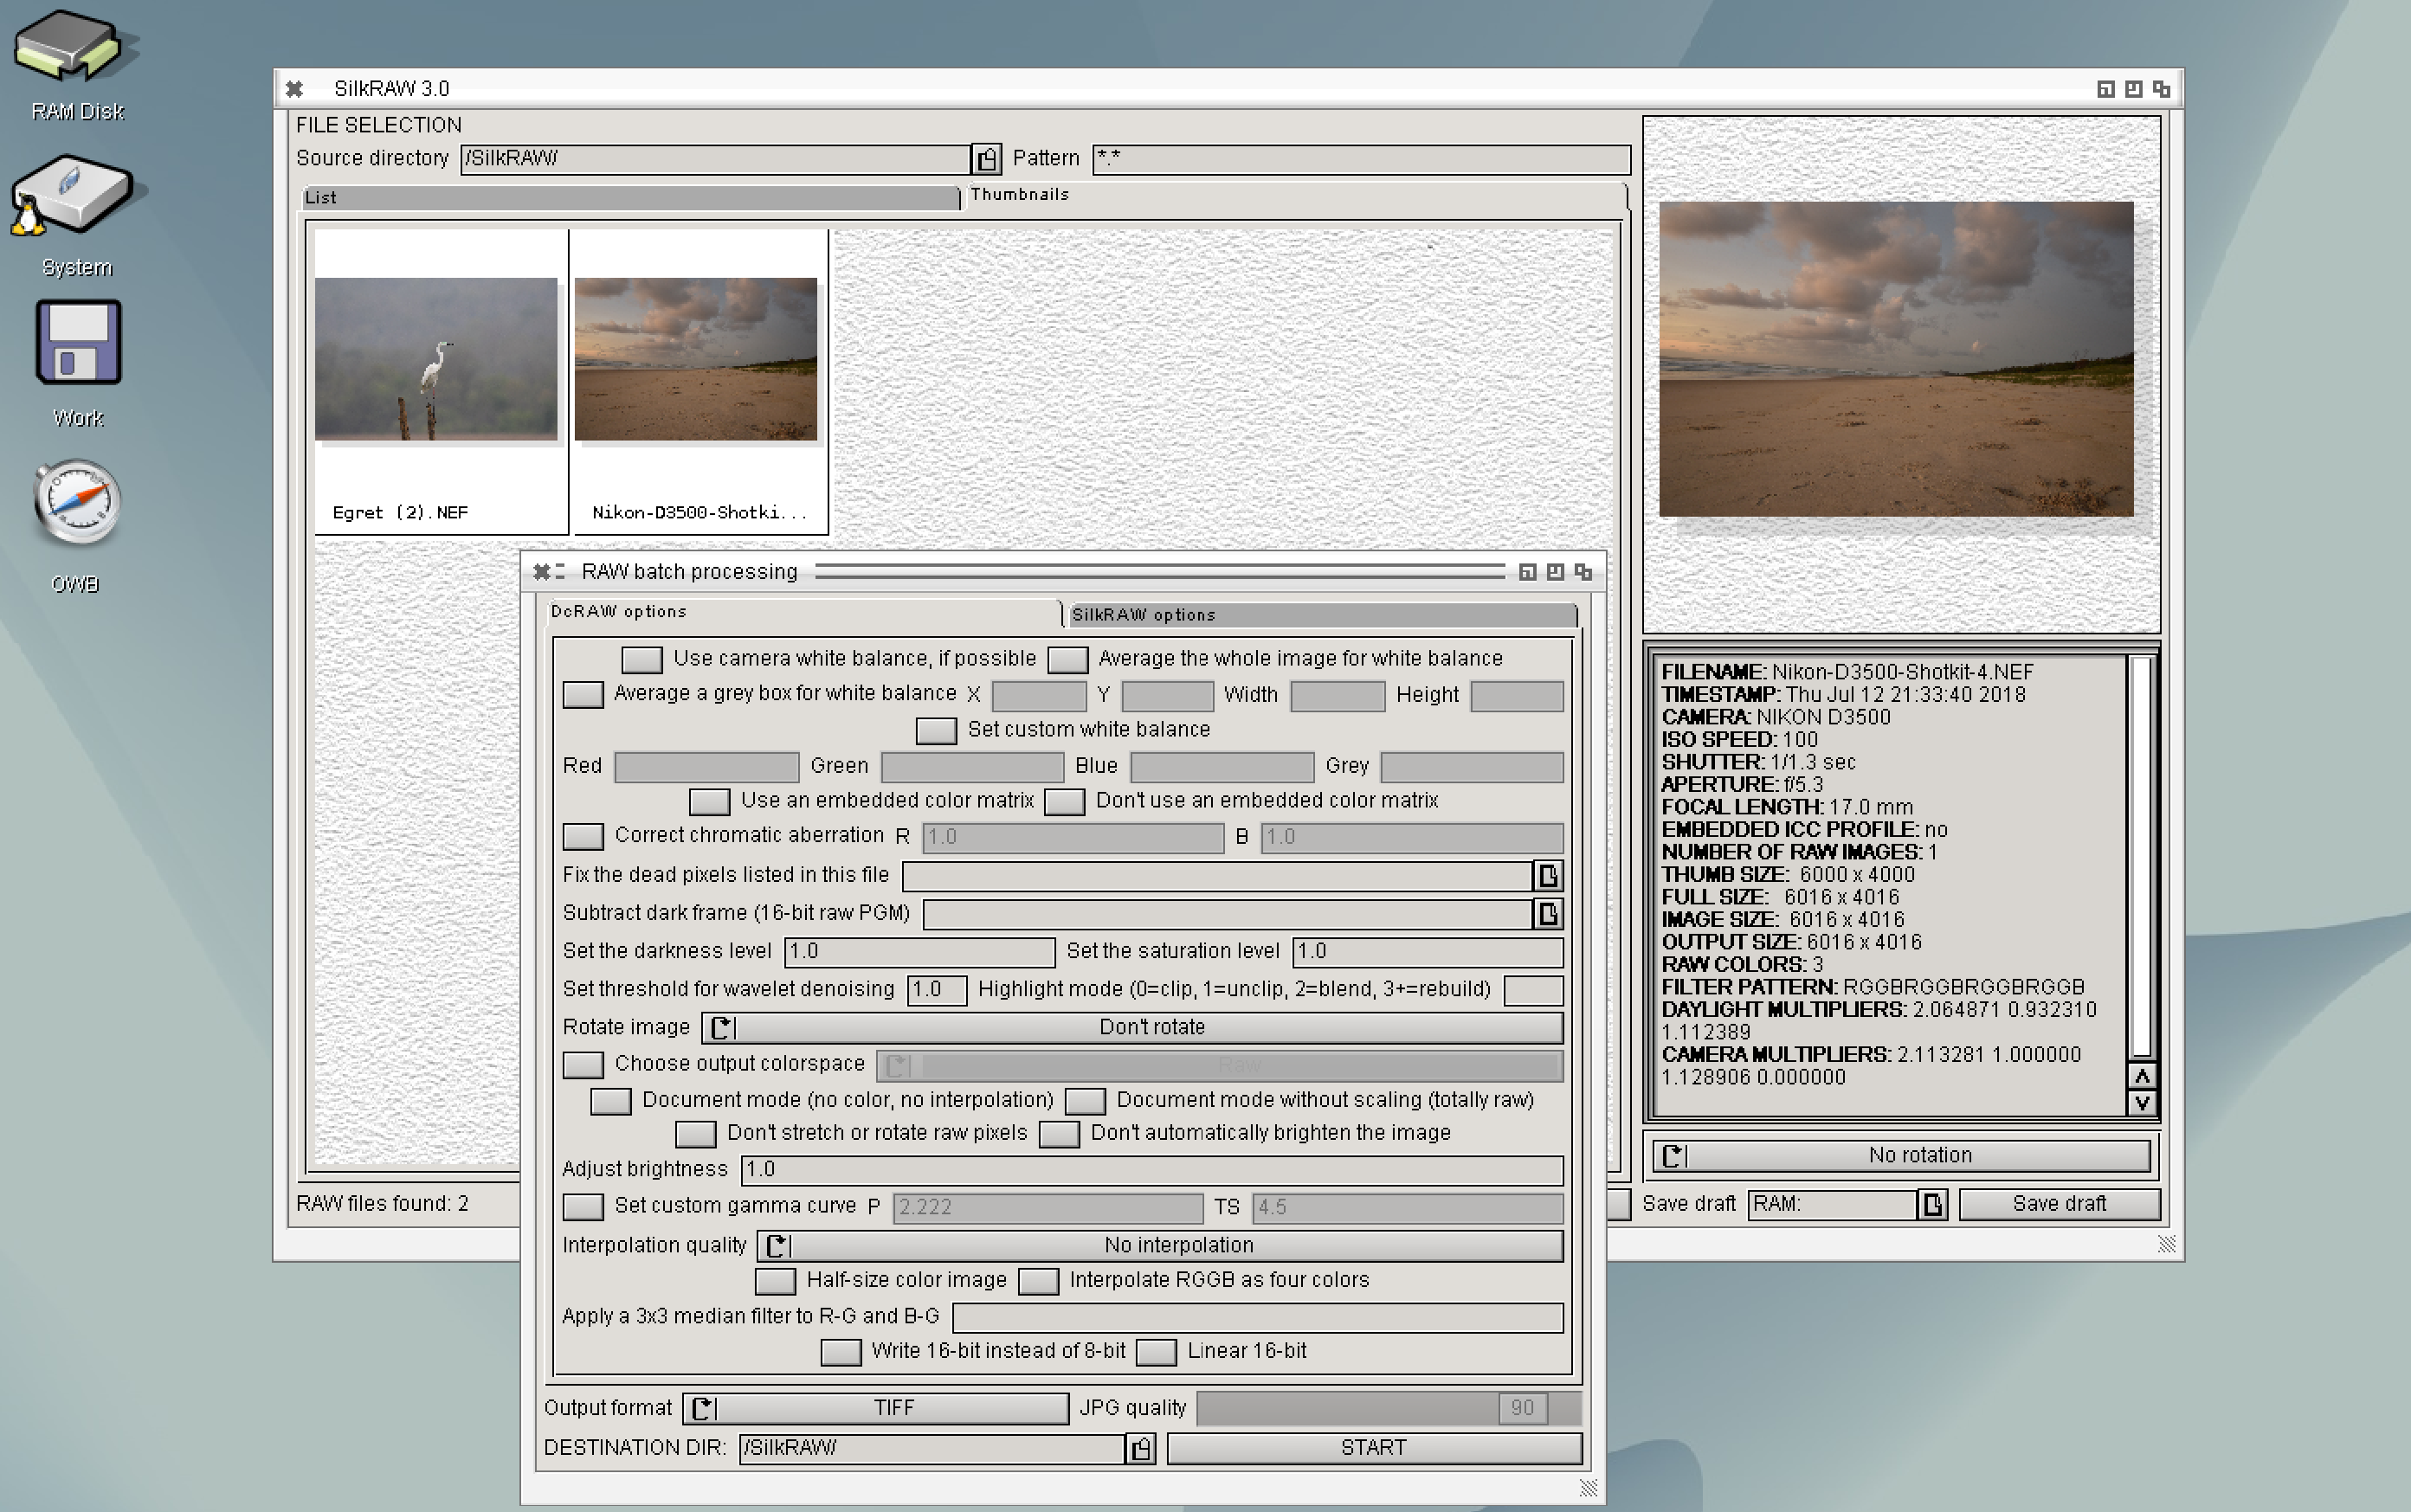 RAM Disk
System
Work
OWB
SilkRAW 3.0
FILE SELECTION
Source directory /SilkRAW/ Pattern *.*
List Thumbnails
Egret (2).NEF Nikon-D3500-Shotki...
RAW files found: 2
FILENAME: Nikon-D3500-Shotkit-4.NEF
TIMESTAMP: Thu Jul 12 21:33:40 2018
CAMERA: NIKON D3500
ISO SPEED: 100
SHUTTER: 1/1.3 sec
APERTURE: f/5.3
FOCAL LENGTH: 17.0 mm
EMBEDDED ICC PROFILE: no
NUMBER OF RAW IMAGES: 1
THUMB SIZE: 6000 x 4000
FULL SIZE: 6016 x 4016
IMAGE SIZE: 6016 x 4016
OUTPUT SIZE: 6016 x 4016
RAW COLORS: 3
FILTER PATTERN: RGGBRGGBRGGBRGGB
DAYLIGHT MULTIPLIERS: 2.064871 0.932310
1.112389
CAMERA MULTIPLIERS: 2.113281 1.000000
1.128906 0.000000
No rotation
Save draft RAM: Save draft
RAW batch processing
DcRAW options SilkRAW options
Use camera white balance, if possible Average the whole image for white balance
Average a grey box for white balance X Y Width Height
Set custom white balance
Red Green Blue Grey
Use an embedded color matrix Don't use an embedded color matrix
Correct chromatic aberration R 1.0 B 1.0
Fix the dead pixels listed in this file
Subtract dark frame (16-bit raw PGM)
Set the darkness level 1.0 Set the saturation level 1.0
Set threshold for wavelet denoising 1.0 Highlight mode (0=clip, 1=unclip, 2=blend, 3+=rebuild)
Rotate image Don't rotate
Choose output colorspace Raw
Document mode (no color, no interpolation) Document mode without scaling (totally raw)
Don't stretch or rotate raw pixels Don't automatically brighten the image
Adjust brightness 1.0
Set custom gamma curve P 2.222 TS 4.5
Interpolation quality No interpolation
Half-size color image Interpolate RGGB as four colors
Apply a 3x3 median filter to R-G and B-G
Write 16-bit instead of 8-bit Linear 16-bit
Output format TIFF JPG quality 90
DESTINATION DIR: /SilkRAW/ START